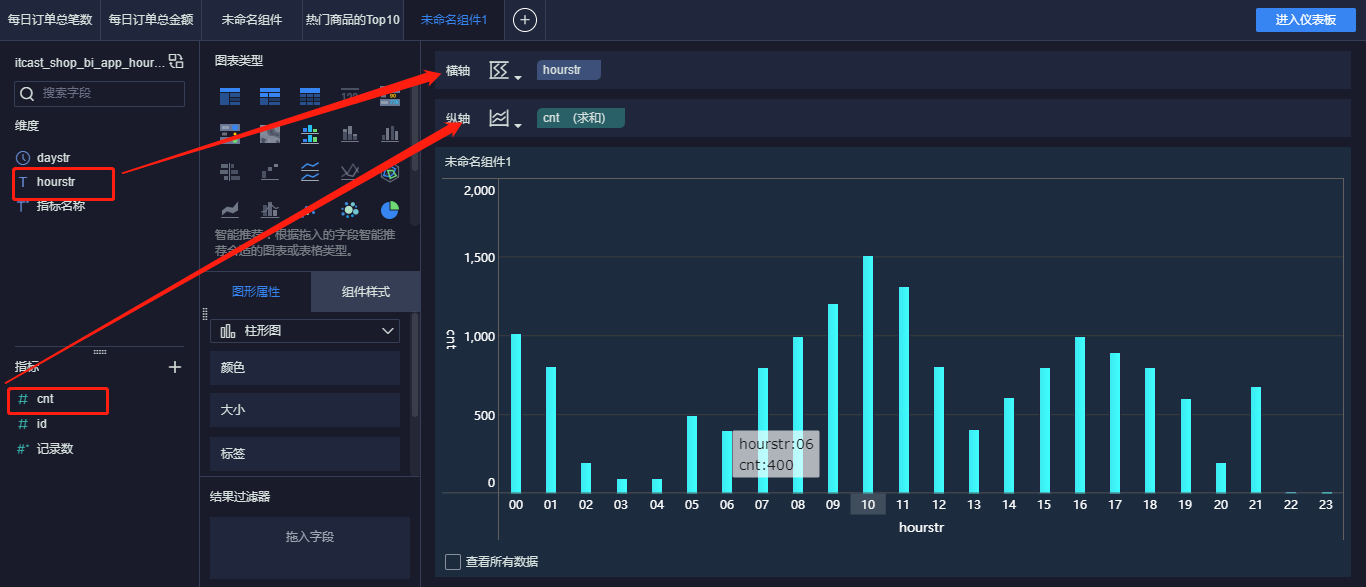 每日订单总笔数
每日订单总金额
未命名组件
热门商品的Top10
未命名组件1
进入仪表板
itcast_shop_bi_app_hour...
搜索字段
维度
daystr
T hourstr
T 指标名称
指标
# cnt
# id
#* 记录数
图表类型
智能推荐：根据拖入的字段智能推
荐合适的图表或表格类型。
图形属性
组件样式
柱形图
颜色
大小
标签
结果过滤器
拖入字段
横轴
hourstr
纵轴
cnt (求和)
未命名组件1
2,000
1,500
1,000
500
0
cnt
hourstr:06
cnt:400
00 01 02 03 04 05 06 07 08 09 10 11 12 13 14 15 16 17 18 19 20 21 22 23
hourstr
查看所有数据